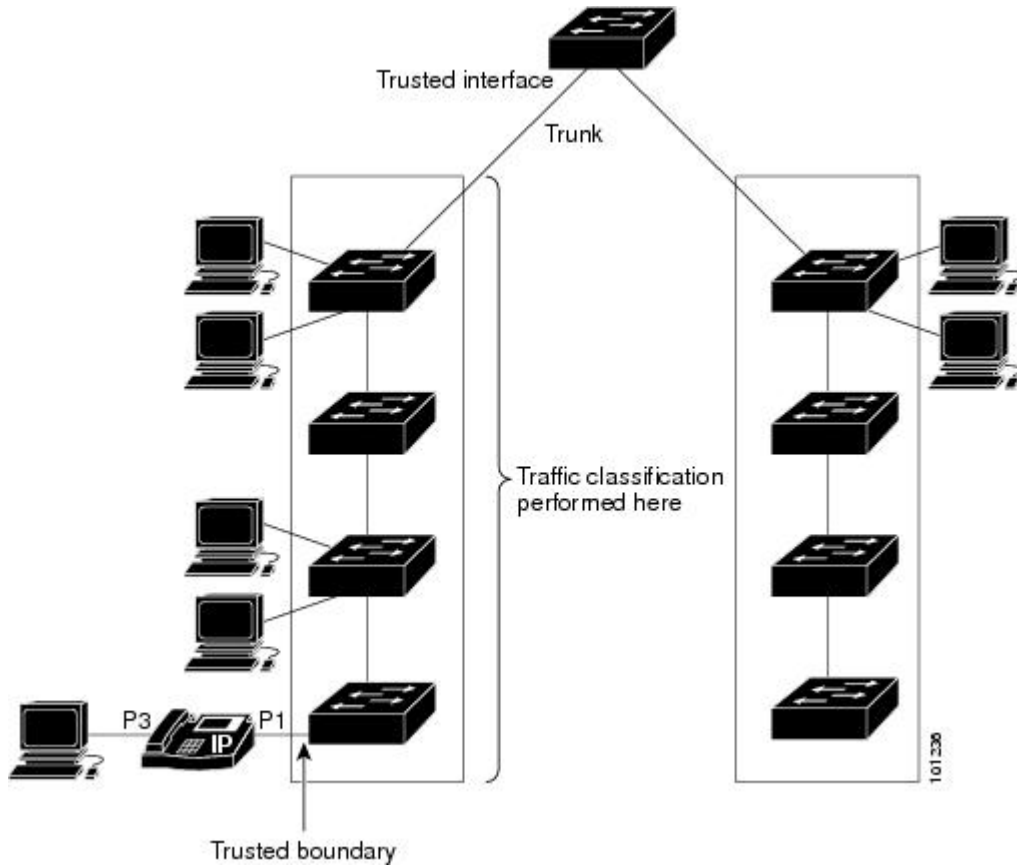 Trusted interface
Trunk
Traffic classification
performed here
P3
IP
P1
Trusted boundary
101236